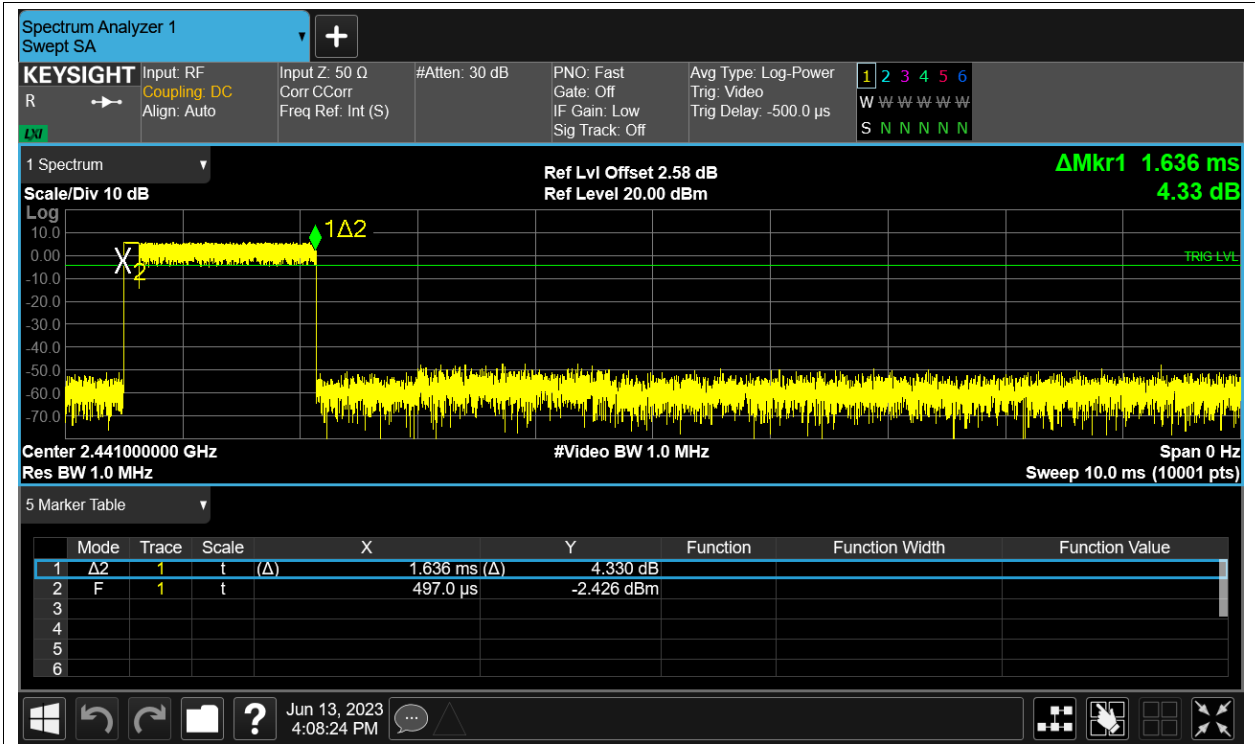 Spectrum Analyzer 1
Swept SA
KEYSIGHT
R
LXI
Input: RF
Coupling: DC
Align: Auto
Input Z: 50 Ω
Corr CCorr
Freq Ref: Int (S)
#Atten: 30 dB
PNO: Fast
Gate: Off
IF Gain: Low
Sig Track: Off
Avg Type: Log-Power
Trig: Video
Trig Delay: -500.0 µs
1 2 3 4 5 6
W W W W W W
S N N N N N
1 Spectrum
Scale/Div 10 dB
Ref Lvl Offset 2.58 dB
Ref Level 20.00 dBm
ΔMkr1 1.636 ms
4.33 dB
Log
10.0
0.00
-10.0
-20.0
-30.0
-40.0
-50.0
-60.0
-70.0
1Δ2
X
2
TRIG LVL
Center 2.441000000 GHz
#Video BW 1.0 MHz
Span 0 Hz
Res BW 1.0 MHz
Sweep 10.0 ms (10001 pts)
5 Marker Table
Mode Trace Scale X Y Function Function Width Function Value
1 Δ2 1 t (Δ) 1.636 ms (Δ) 4.330 dB
2 F 1 t 497.0 µs -2.426 dBm
3
4
5
6
?
Jun 13, 2023
4:08:24 PM